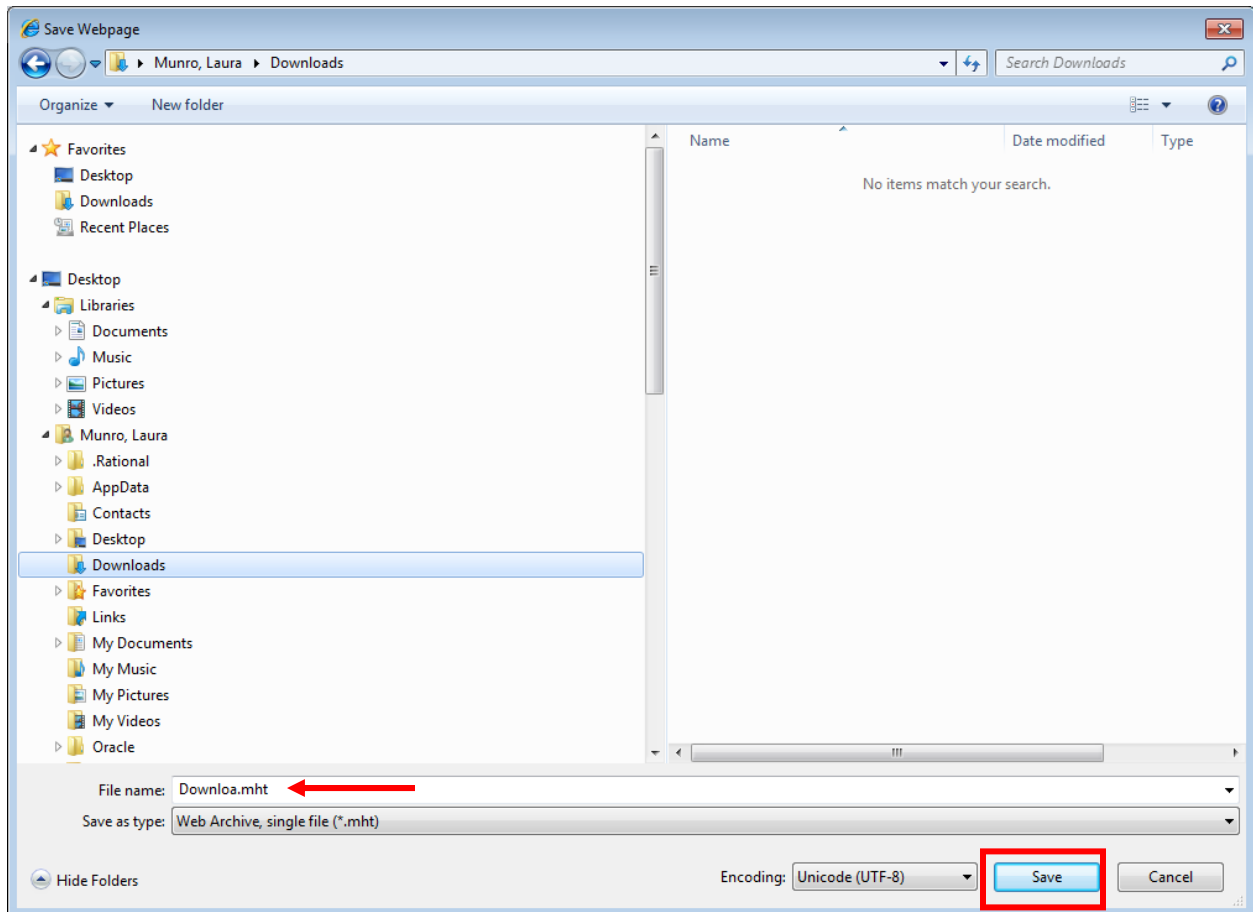 Save Webpage
Munro, Laura Downloads Search Downloads
Organize New folder
Name Date modified Type
No items match your search.
Favorites
Desktop
Downloads
Recent Places
Desktop
Libraries
Documents
Music
Pictures
Videos
Munro, Laura
.Rational
AppData
Contacts
Desktop
Downloads
Favorites
Links
My Documents
My Music
My Pictures
My Videos
Oracle
File name: Downloa.mht
Save as type: Web Archive, single file (*.mht)
Hide Folders Encoding: Unicode (UTF-8) Save Cancel